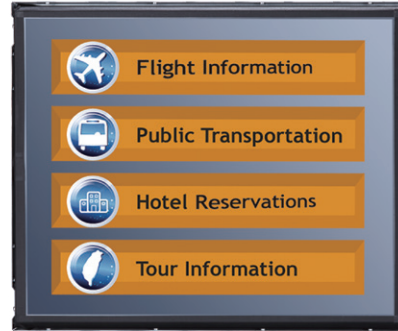 Flight Information
Public Transportation
Hotel Reservations
Tour Information